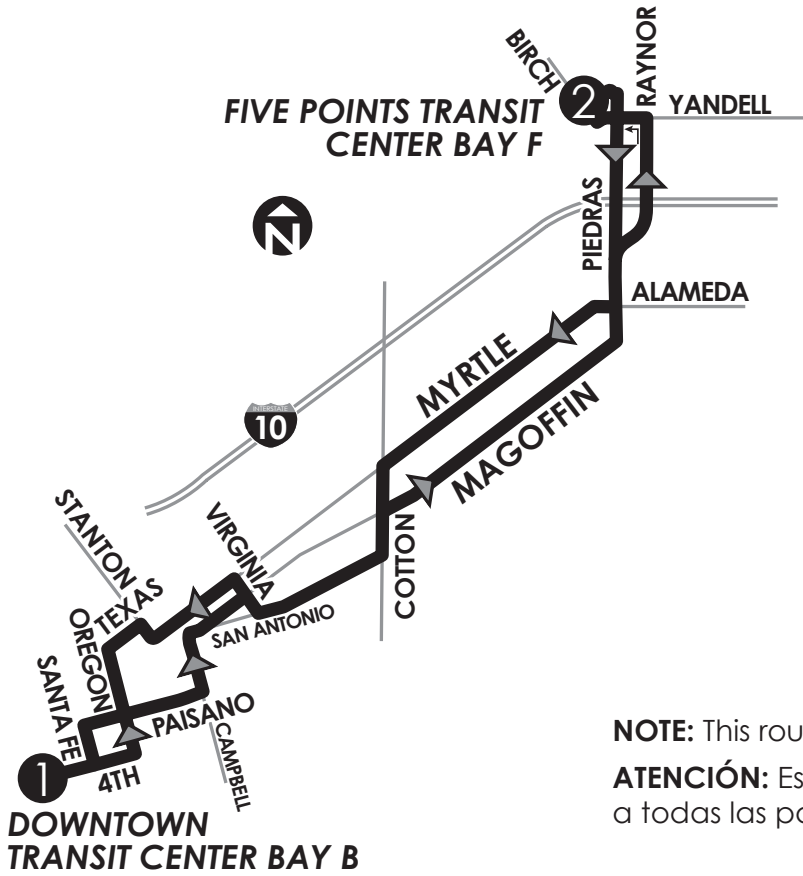 BIRCH
RAYNOR
YANDELL
2
FIVE POINTS TRANSIT
CENTER BAY F
PIEDRAS
N
ALAMEDA
MYRTLE
MAGOFFIN
INTERSTATE
10
STANTON
VIRGINIA
TEXAS
COTTON
OREGON
SAN ANTONIO
SANTA FE
PAISANO
CAMPBELL
1
4TH
DOWNTOWN
TRANSIT CENTER BAY B
NOTE: This rou
ATENCIÓN: Es
a todas las pa